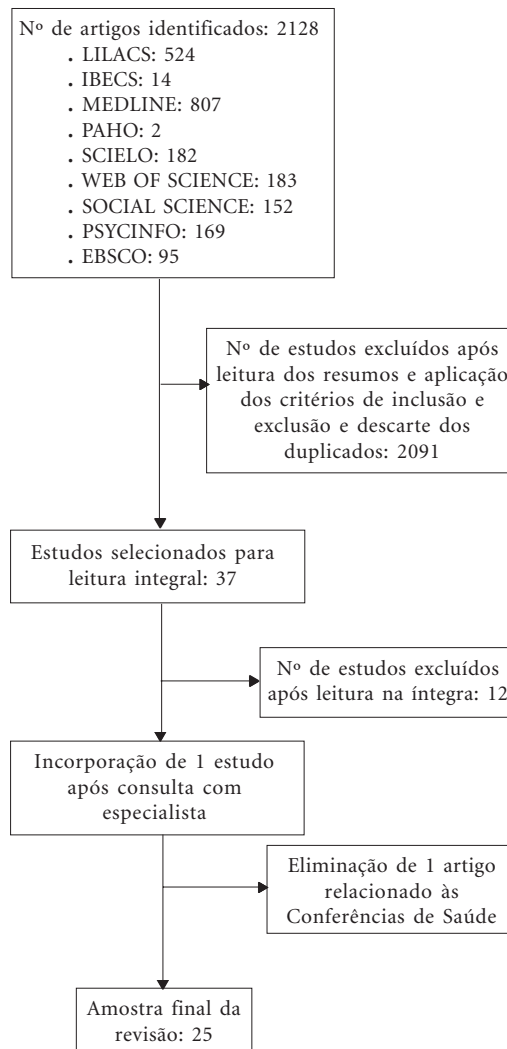 Nº de artigos identificados: 2128
. LILACS: 524
. IBECS: 14
. MEDLINE: 807
. PAHO: 2
. SCIELO: 182
. WEB OF SCIENCE: 183
. SOCIAL SCIENCE: 152
. PSYCINFO: 169
. EBSCO: 95
Nº de estudos excluídos após
leitura dos resumos e aplicação
dos critérios de inclusão e
exclusão e descarte dos
duplicados: 2091
Estudos selecionados para
leitura integral: 37
Nº de estudos excluídos
após leitura na íntegra: 12
Incorporação de 1 estudo
após consulta com
especialista
Eliminação de 1 artigo
relacionado às
Conferências de Saúde
Amostra final da
revisão: 25